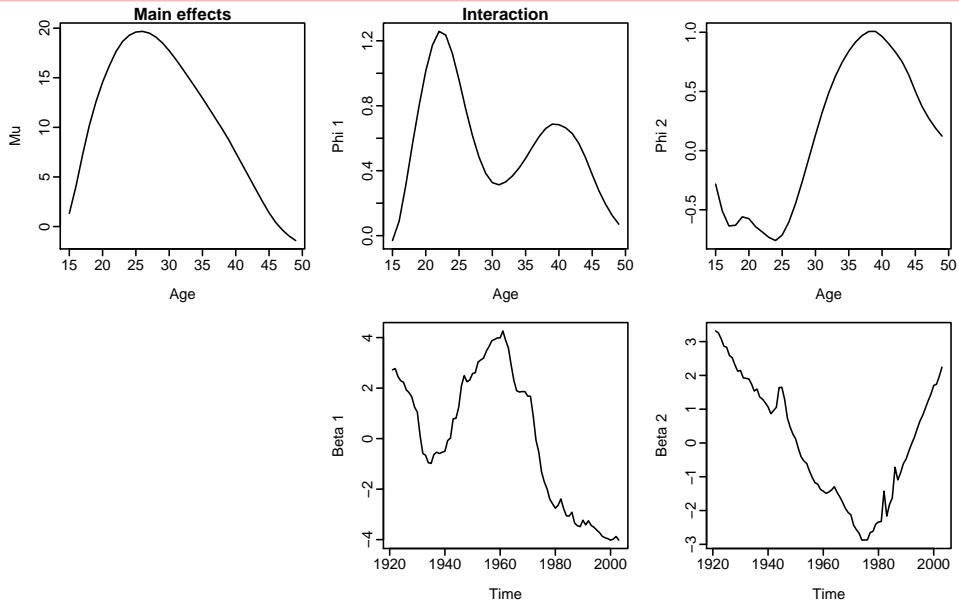 Main effects
Interaction
Mu
0 5 10 15 20
15 20 25 30 35 40 45 50
Age
Phi 1
0.0 0.4 0.8 1.2
15 20 25 30 35 40 45 50
Age
Phi 2
−0.5 0.0 0.5 1.0
15 20 25 30 35 40 45 50
Age
Beta 1
−4 −2 0 2 4
1920 1940 1960 1980 2000
Time
Beta 2
−3 −2 −1 0 1 2 3
1920 1940 1960 1980 2000
Time